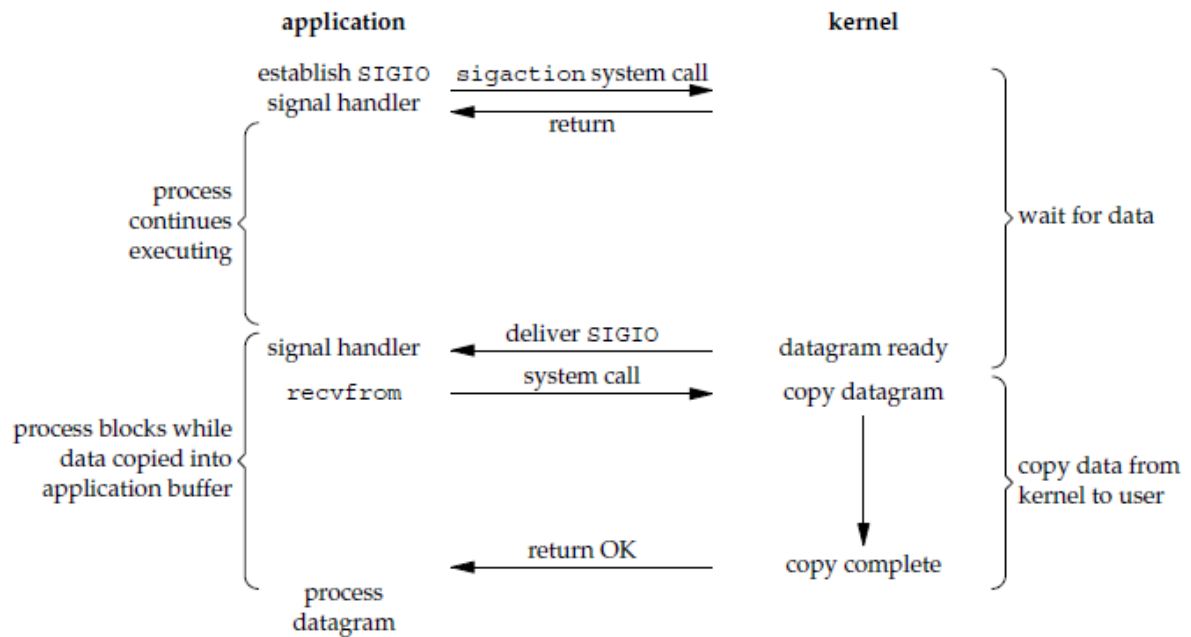 application
kernel
establish SIGIO
signal handler
sigaction system call
return
process
continues
executing
wait for data
signal handler
deliver SIGIO
datagram ready
recvfrom
system call
copy datagram
process blocks while
data copied into
application buffer
copy data from
kernel to user
return OK
copy complete
process
datagram